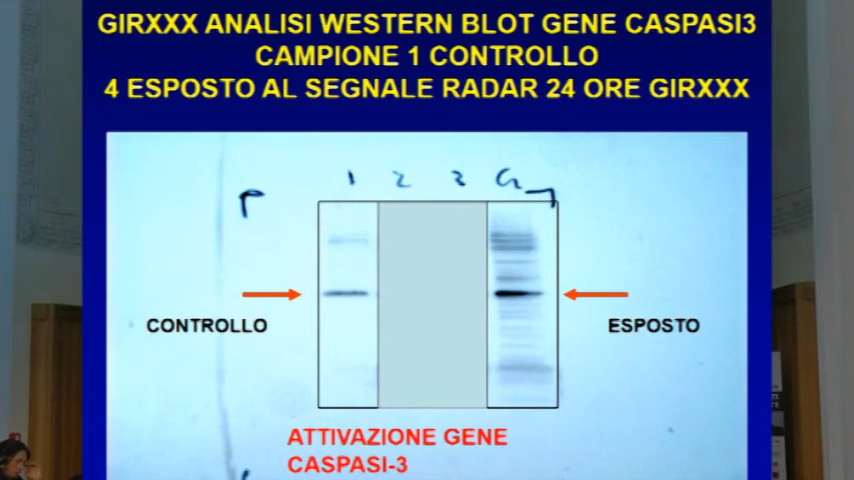 GIRXXX ANALISI WESTERN BLOT GENE CASPASI3
CAMPIONE 1 CONTROLLO
4 ESPOSTO AL SEGNALE RADAR 24 ORE GIRXXX
1 2 3
CONTROLLO
ESPOSTO
ATTIVAZIONE GENE
CASPASI-3